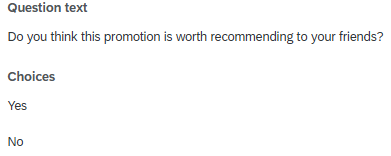 Question text
Do you think this promotion is worth recommending to your friends?
Choices
Yes
No